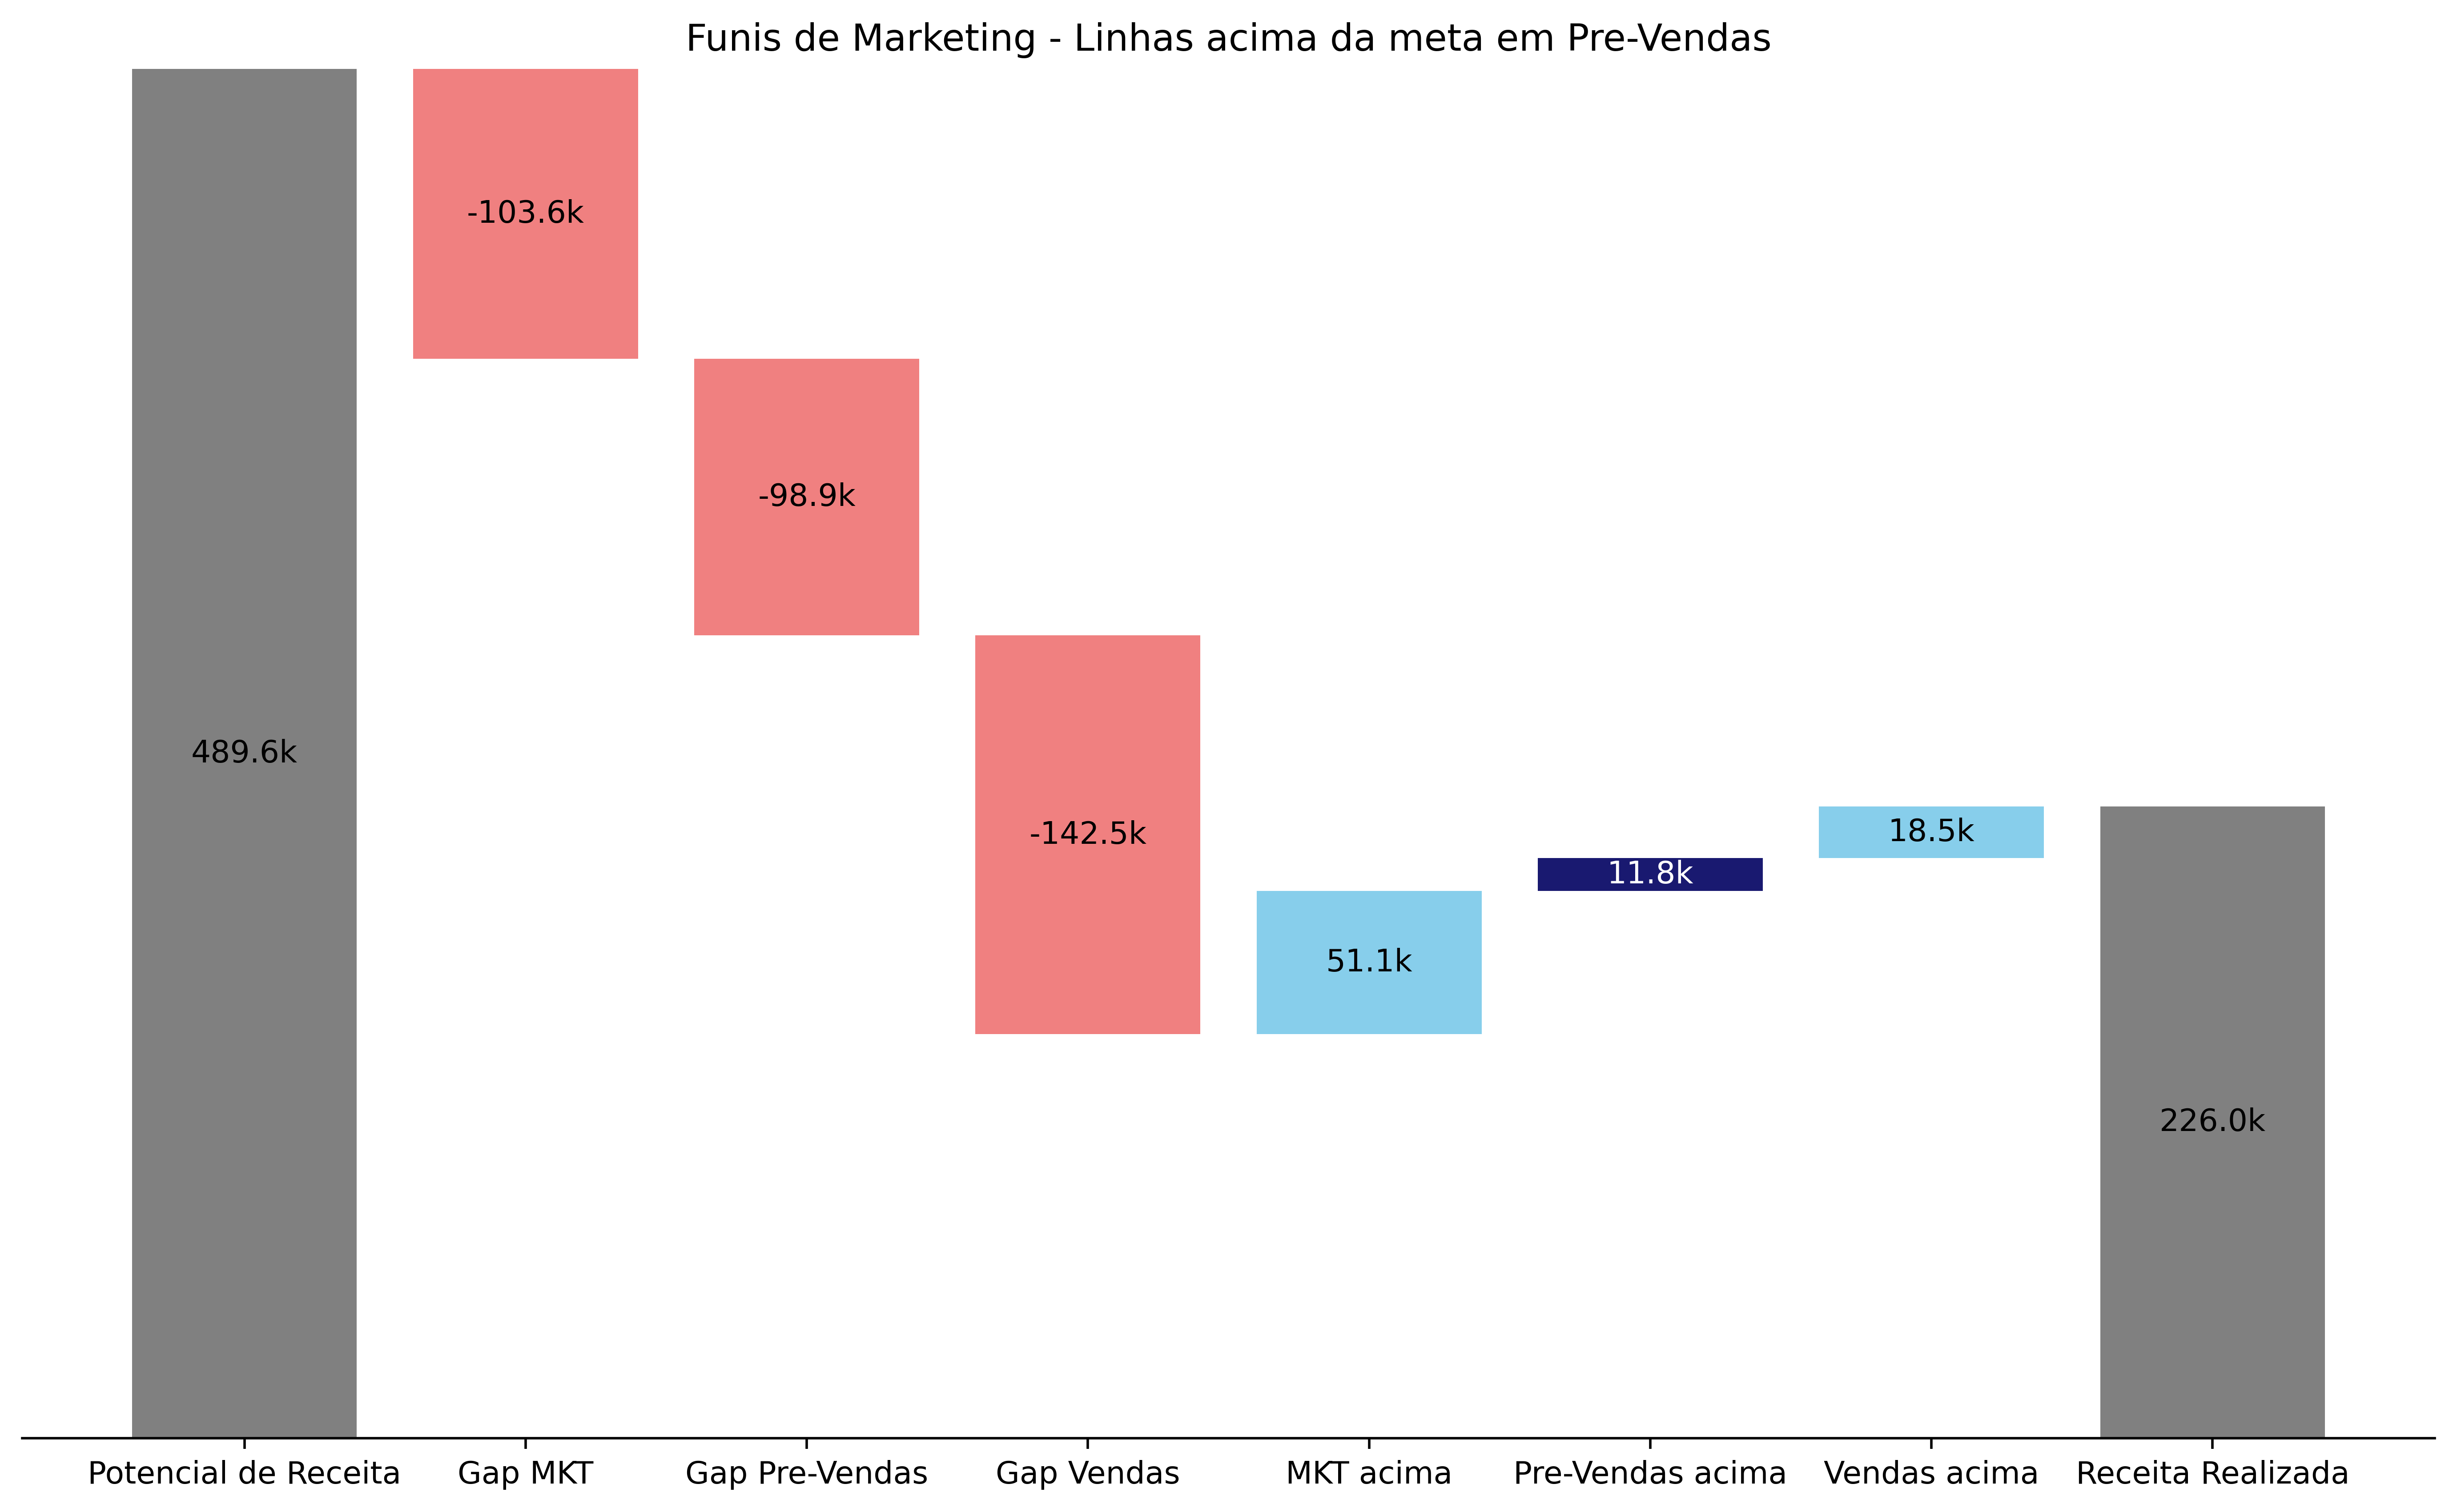 Funis de Marketing - Linhas acima da meta em Pre-Vendas
-103.6k
-98.9k
489.6k
-142.5k
18.5k
11.8k
51.1k
226.0k
Potencial de Receita Gap MKT Gap Pre-Vendas Gap Vendas MKT acima Pre-Vendas acima Vendas acima Receita Realizada